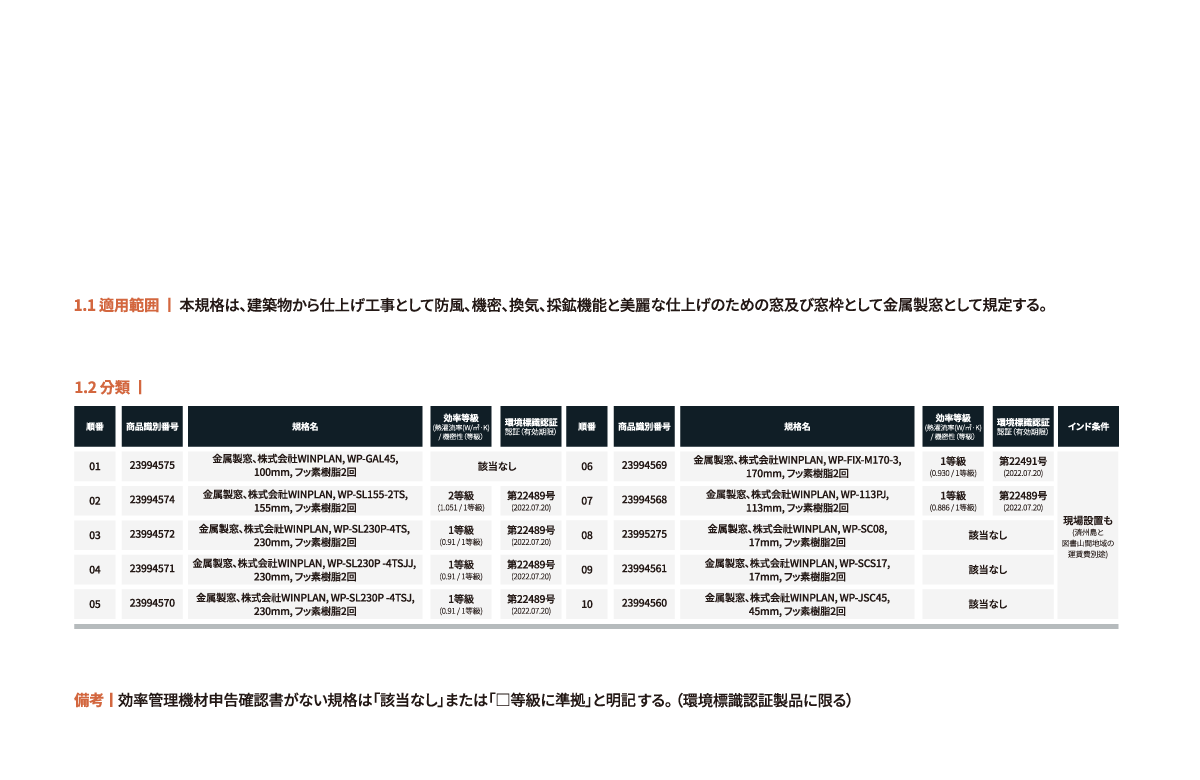 1.1 適用範囲 | 本規格は、建築物から仕上げ工事として防風、機密、換気、採鉱機能と美麗な仕上げのための窓及び窓枠として金属製窓として規定する。
1.2 分類 |
順番 商品識別番号 規格名 効率等級 環境標識認証 順番 商品識別番号 規格名 効率等級 環境標識認証 インド条件
(熱灌流率(W/㎡·K) 認証 (有効期限) (熱灌流率(W/㎡·K) 認証 (有効期限)
/ 機密性 (等級) / 機密性 (等級)
01 23994575 金属製窓、株式会社WINPLAN, WP-GAL45, 該当なし 06 23994569 金属製窓、株式会社WINPLAN, WP-FIX-M170-3, 1等級 第22491号
100mm, フッ素樹脂2回 170mm, フッ素樹脂2回 (0.930 / 1等級) (2022.07.20)
02 23994574 金属製窓、株式会社WINPLAN, WP-SL155-2TS, 2等級 第22489号 07 23994568 金属製窓、株式会社WINPLAN, WP-113PJ, 1等級 第22489号
155mm, フッ素樹脂2回 (1.051 / 1等級) (2022.07.20) 113mm, フッ素樹脂2回 (0.886 / 1等級) (2022.07.20)
03 23994572 金属製窓、株式会社WINPLAN, WP-SL230P-4TS, 1等級 第22489号 08 23995275 金属製窓、株式会社WINPLAN, WP-SC08, 該当なし
230mm, フッ素樹脂2回 (0.91 / 1等級) (2022.07.20) 17mm, フッ素樹脂2回
04 23994571 金属製窓、株式会社WINPLAN, WP-SL230P -4TSJJ, 1等級 第22489号 09 23994561 金属製窓、株式会社WINPLAN, WP-SCS17, 該当なし
230mm, フッ素樹脂2回 (0.91 / 1等級) (2022.07.20) 17mm, フッ素樹脂2回
05 23994570 金属製窓、株式会社WINPLAN, WP-SL230P -4TSJ, 1等級 第22489号 10 23994560 金属製窓、株式会社WINPLAN, WP-JSC45, 該当なし
230mm, フッ素樹脂2回 (0.91 / 1等級) (2022.07.20) 45mm, フッ素樹脂2回
現場設置も
(済州島と
図書山間地域の
運賃費別途)
備考 | 効率管理機材申告確認書がない規格は「該当なし」または「□等級に準拠」と明記する。(環境標識認証製品に限る)